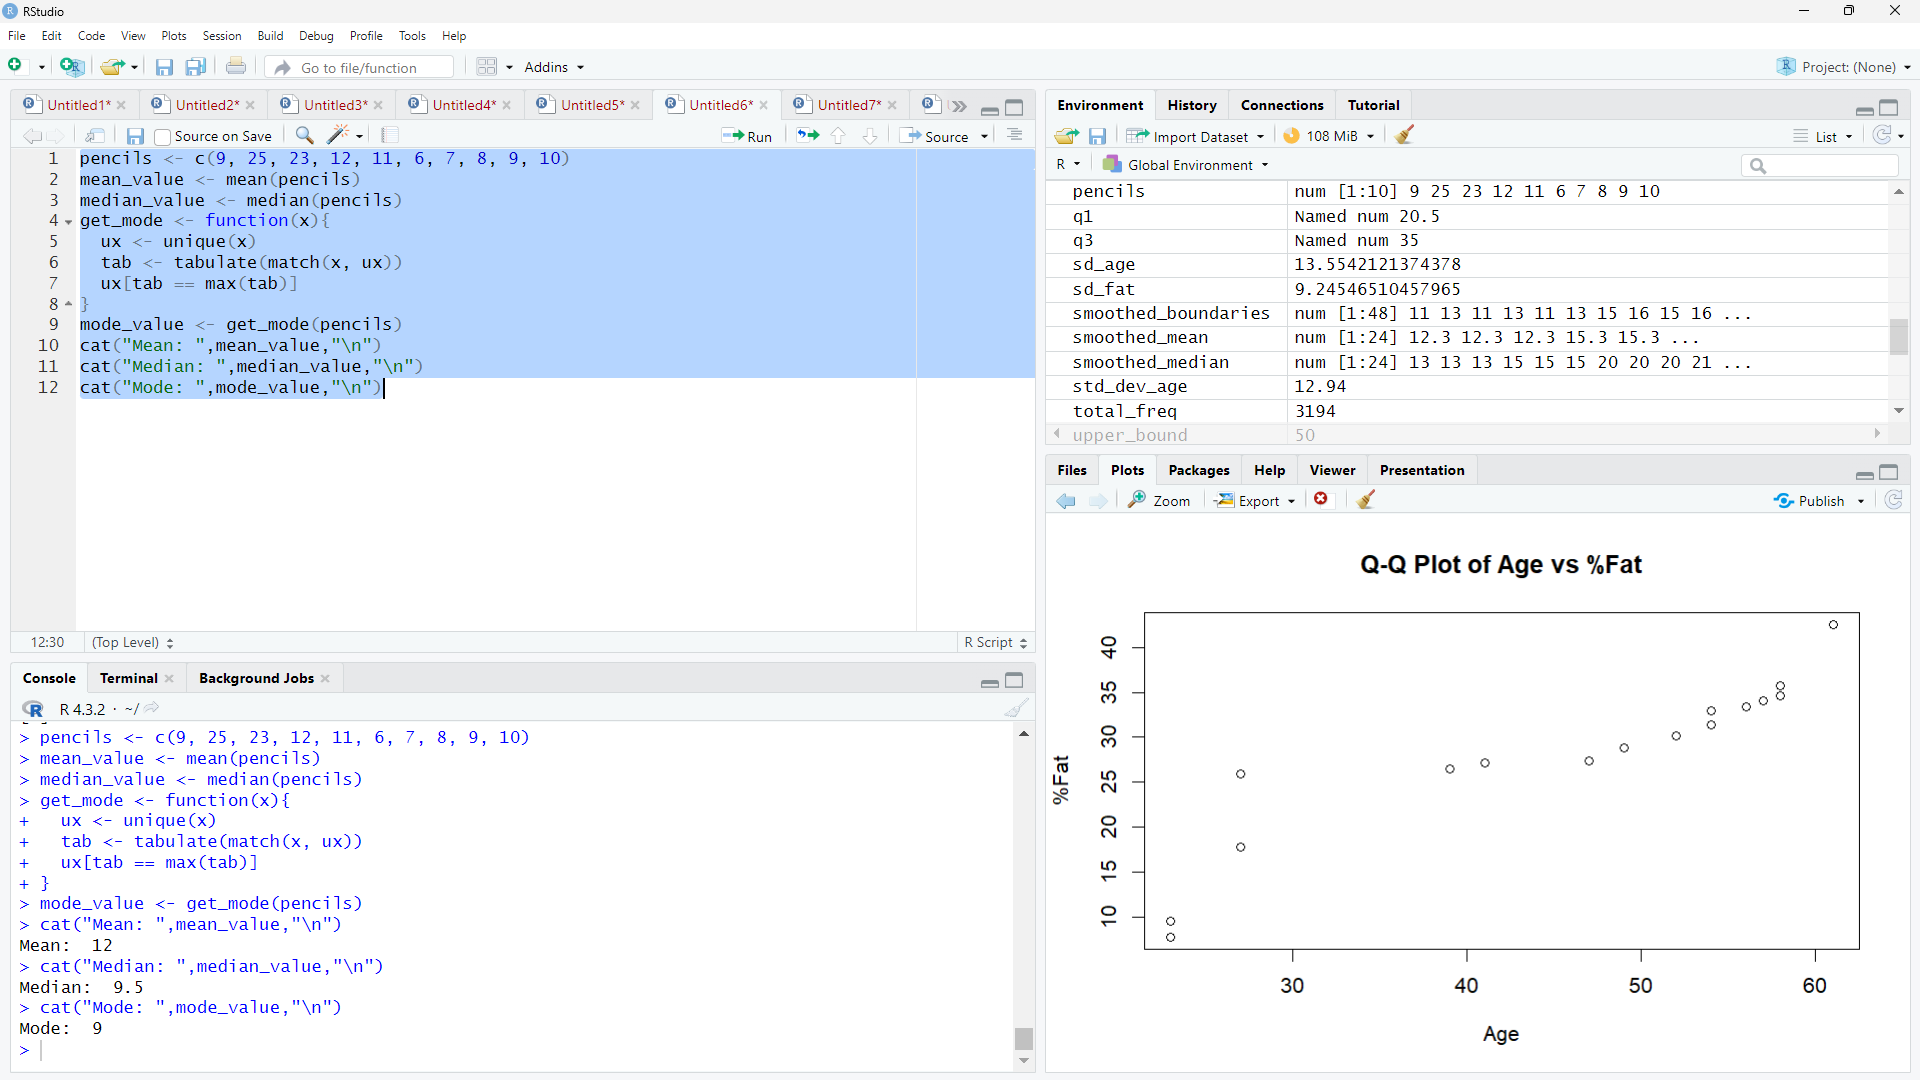 RStudio
File Edit Code View Plots Session Build Debug Profile Tools Help
Go to file/function Addins Project: (None)
Untitled1* Untitled2* Untitled3* Untitled4* Untitled5* Untitled6* Untitled7*
Source on Save Run Source
1 pencils <- c(9, 25, 23, 12, 11, 6, 7, 8, 9, 10)
2 mean_value <- mean(pencils)
3 median_value <- median(pencils)
4 get_mode <- function(x){
5 ux <- unique(x)
6 tab <- tabulate(match(x, ux))
7 ux[tab == max(tab)]
8 }
9 mode_value <- get_mode(pencils)
10 cat("Mean: ",mean_value,"\n")
11 cat("Median: ",median_value,"\n")
12 cat("Mode: ",mode_value,"\n")
12:30 (Top Level) R Script
Console Terminal Background Jobs
R 4.3.2 · ~/
> pencils <- c(9, 25, 23, 12, 11, 6, 7, 8, 9, 10)
> mean_value <- mean(pencils)
> median_value <- median(pencils)
> get_mode <- function(x){
+ ux <- unique(x)
+ tab <- tabulate(match(x, ux))
+ ux[tab == max(tab)]
+ }
> mode_value <- get_mode(pencils)
> cat("Mean: ",mean_value,"\n")
Mean: 12
> cat("Median: ",median_value,"\n")
Median: 9.5
> cat("Mode: ",mode_value,"\n")
Mode: 9
>
Environment History Connections Tutorial
Import Dataset 108 MiB List
R Global Environment
pencils num [1:10] 9 25 23 12 11 6 7 8 9 10
q1 Named num 20.5
q3 Named num 35
sd_age 13.5542121374378
sd_fat 9.24546510457965
smoothed_boundaries num [1:48] 11 13 11 13 11 13 15 16 15 16 ...
smoothed_mean num [1:24] 12.3 12.3 12.3 15.3 15.3 ...
smoothed_median num [1:24] 13 13 13 15 15 15 20 20 20 21 ...
std_dev_age 12.94
total_freq 3194
upper_bound 50
Files Plots Packages Help Viewer Presentation
Zoom Export Publish
Q-Q Plot of Age vs %Fat
%Fat
40
35
30
25
20
15
10
30 40 50 60
Age